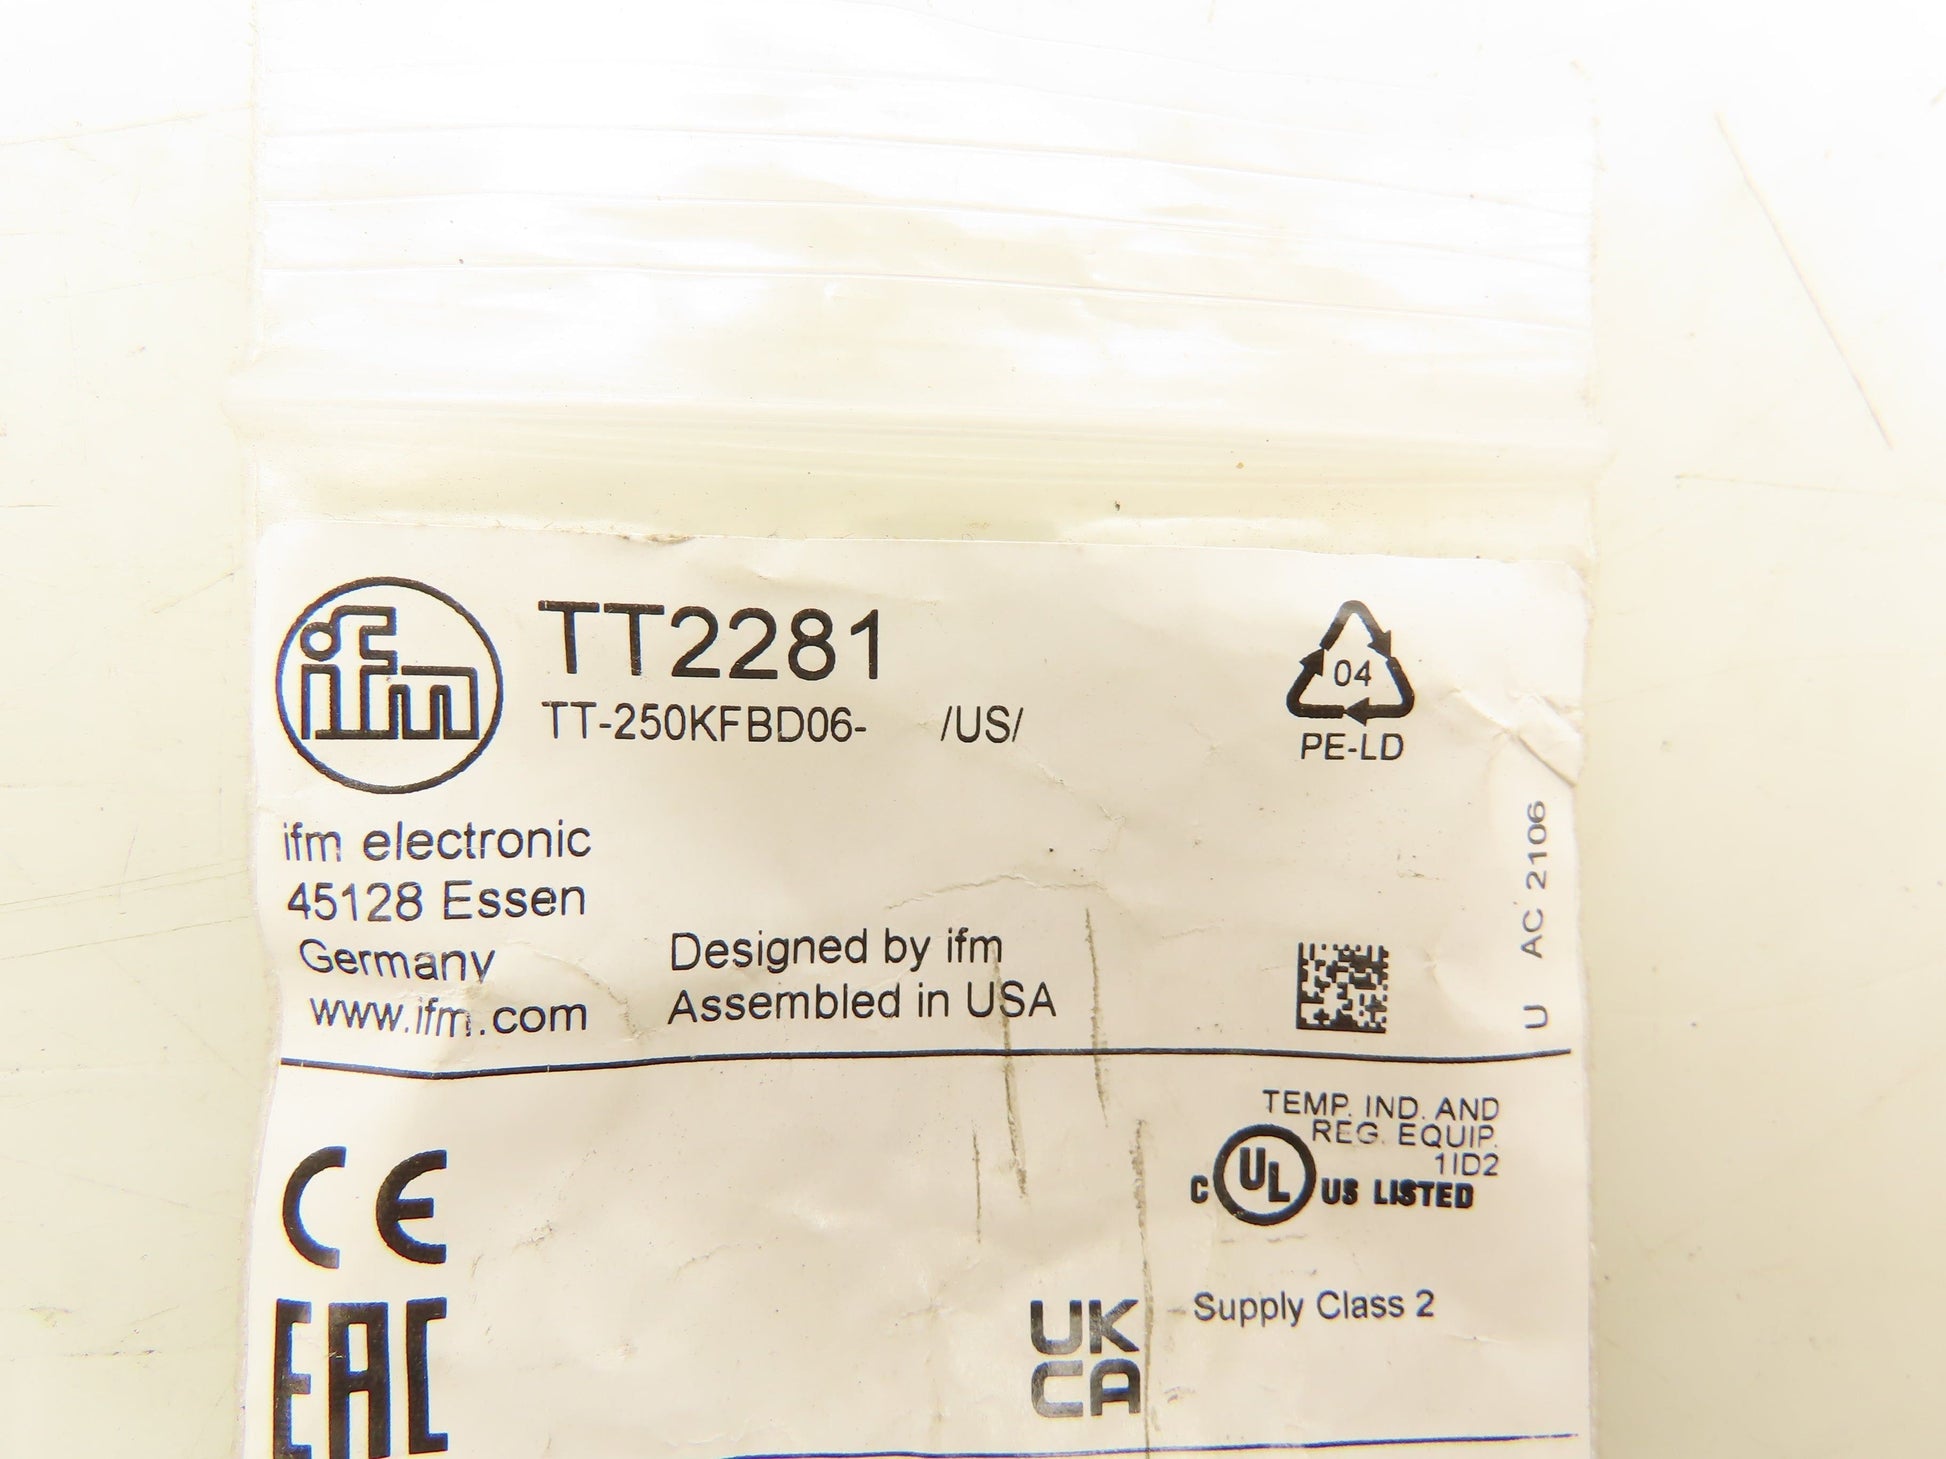 ifm
TT2281
TT-250KFBD06- /US/
04
PE-LD
ifm electronic
45128 Essen
Germany
www.ifm.com
Designed by ifm
Assembled in USA
U AC 2106
CE
TEMP. IND. AND
REG. EQUIP.
1ID2
C UL US LISTED
EAC
UK
CA
Supply Class 2